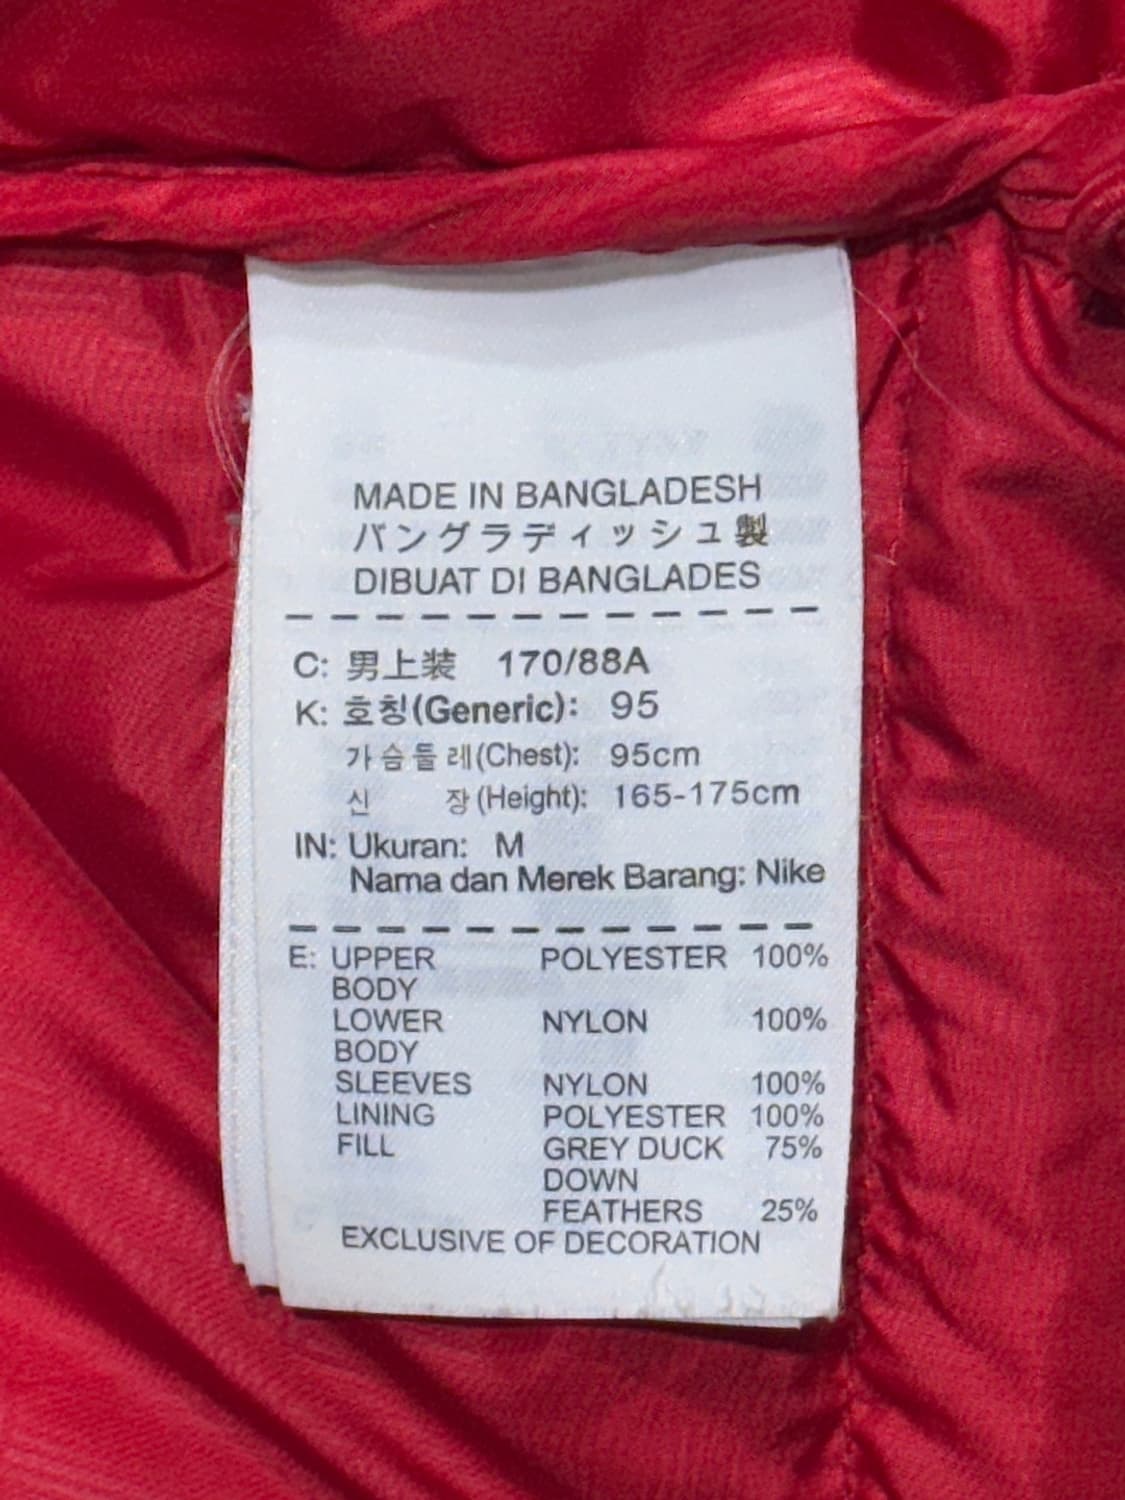 MADE IN BANGLADESH
バングラディッシュ製
DIBUAT DI BANGLADES
C: 男上装 170/88A
K: 호칭(Generic): 95
가슴둘레(Chest): 95cm
신 장(Height): 165-175cm
IN: Ukuran: M
Nama dan Merek Barang: Nike
E: UPPER POLYESTER 100%
BODY
LOWER NYLON 100%
BODY
SLEEVES NYLON 100%
LINING POLYESTER 100%
FILL GREY DUCK 75%
DOWN
FEATHERS 25%
EXCLUSIVE OF DECORATION